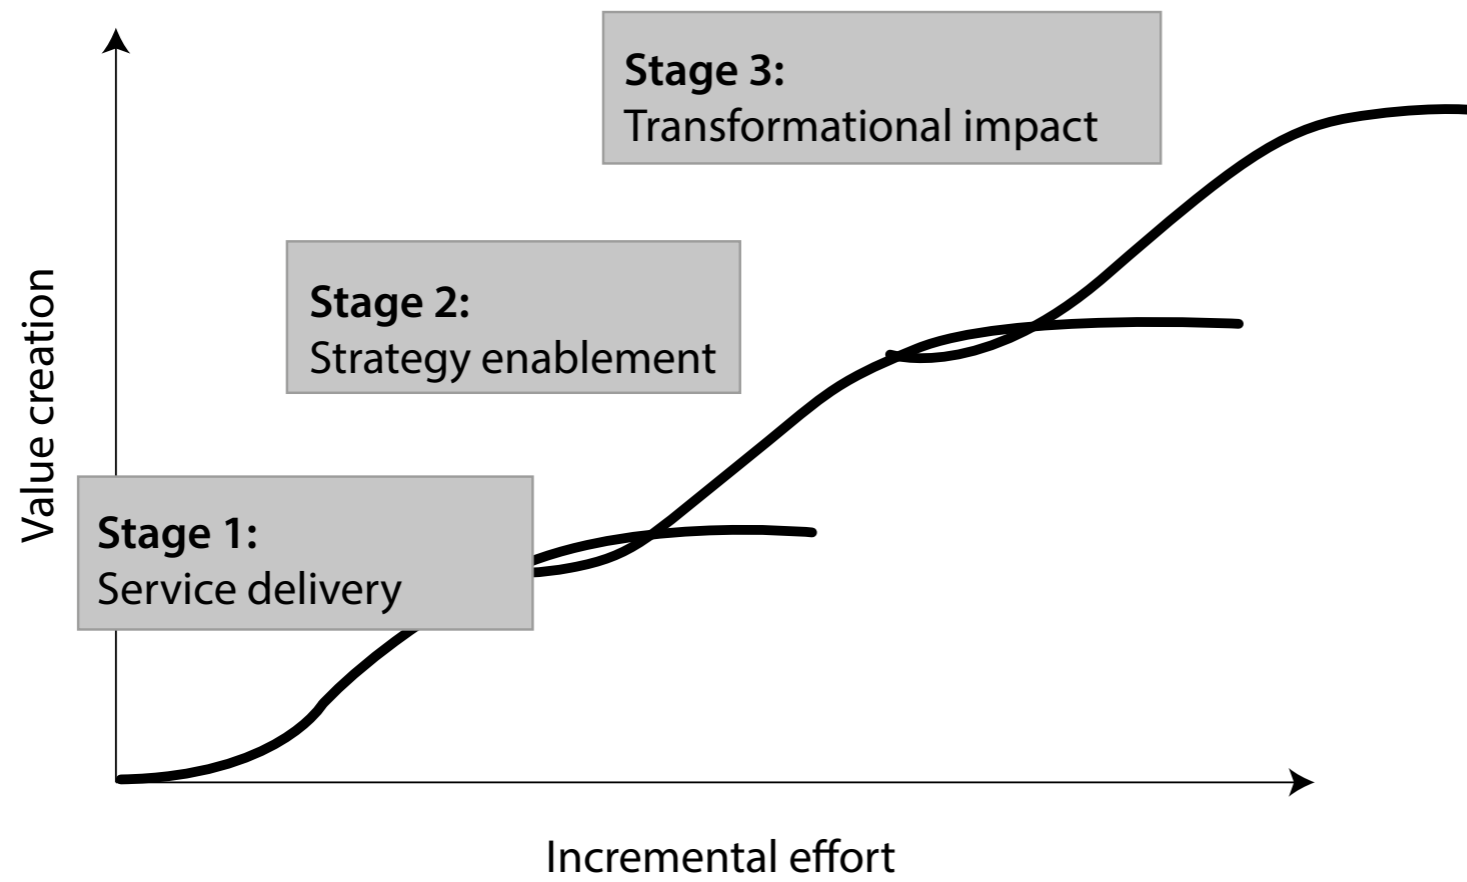 Stage 3:
Transformational impact
Stage 2:
Strategy enablement
Stage 1:
Service delivery
Value creation
Incremental effort